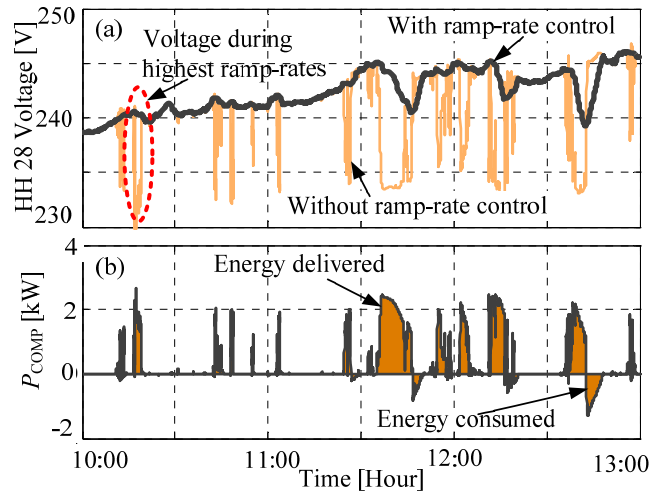 (a)
Voltage during
highest ramp-rates
With ramp-rate control
Without ramp-rate control
HH 28 Voltage [V]
250
240
230
(b)
Energy delivered
Energy consumed
P_COMP [kW]
4
2
0
-2
10:00
11:00
12:00
13:00
Time [Hour]